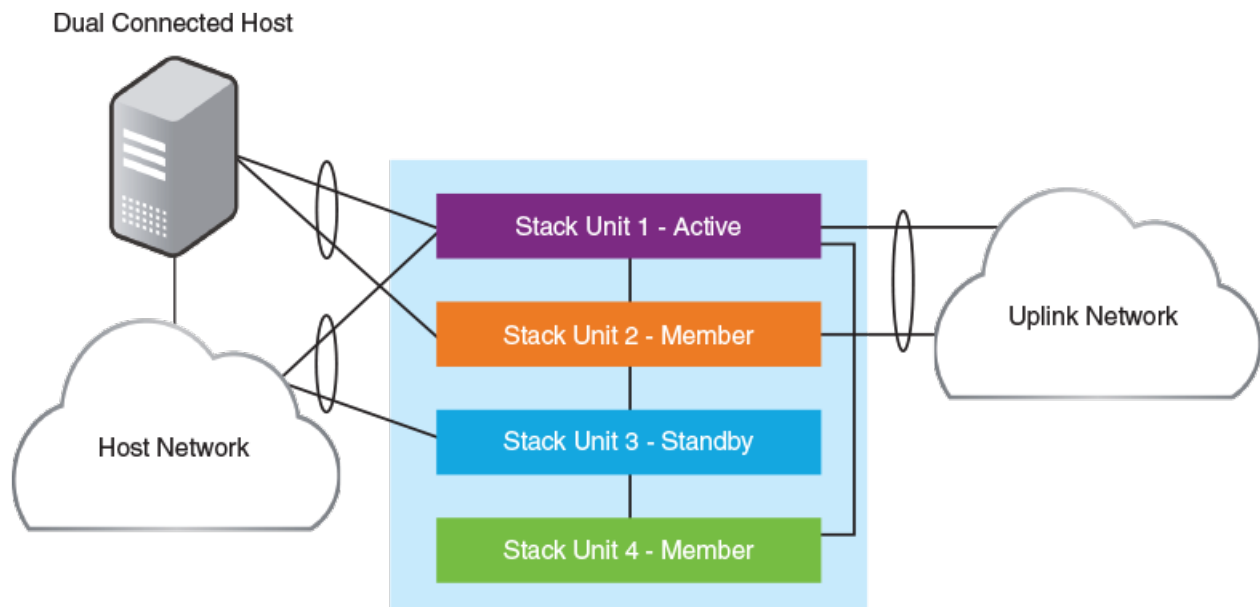 Dual Connected Host
Stack Unit 1 - Active
Stack Unit 2 - Member
Uplink Network
Stack Unit 3 - Standby
Host Network
Stack Unit 4 - Member